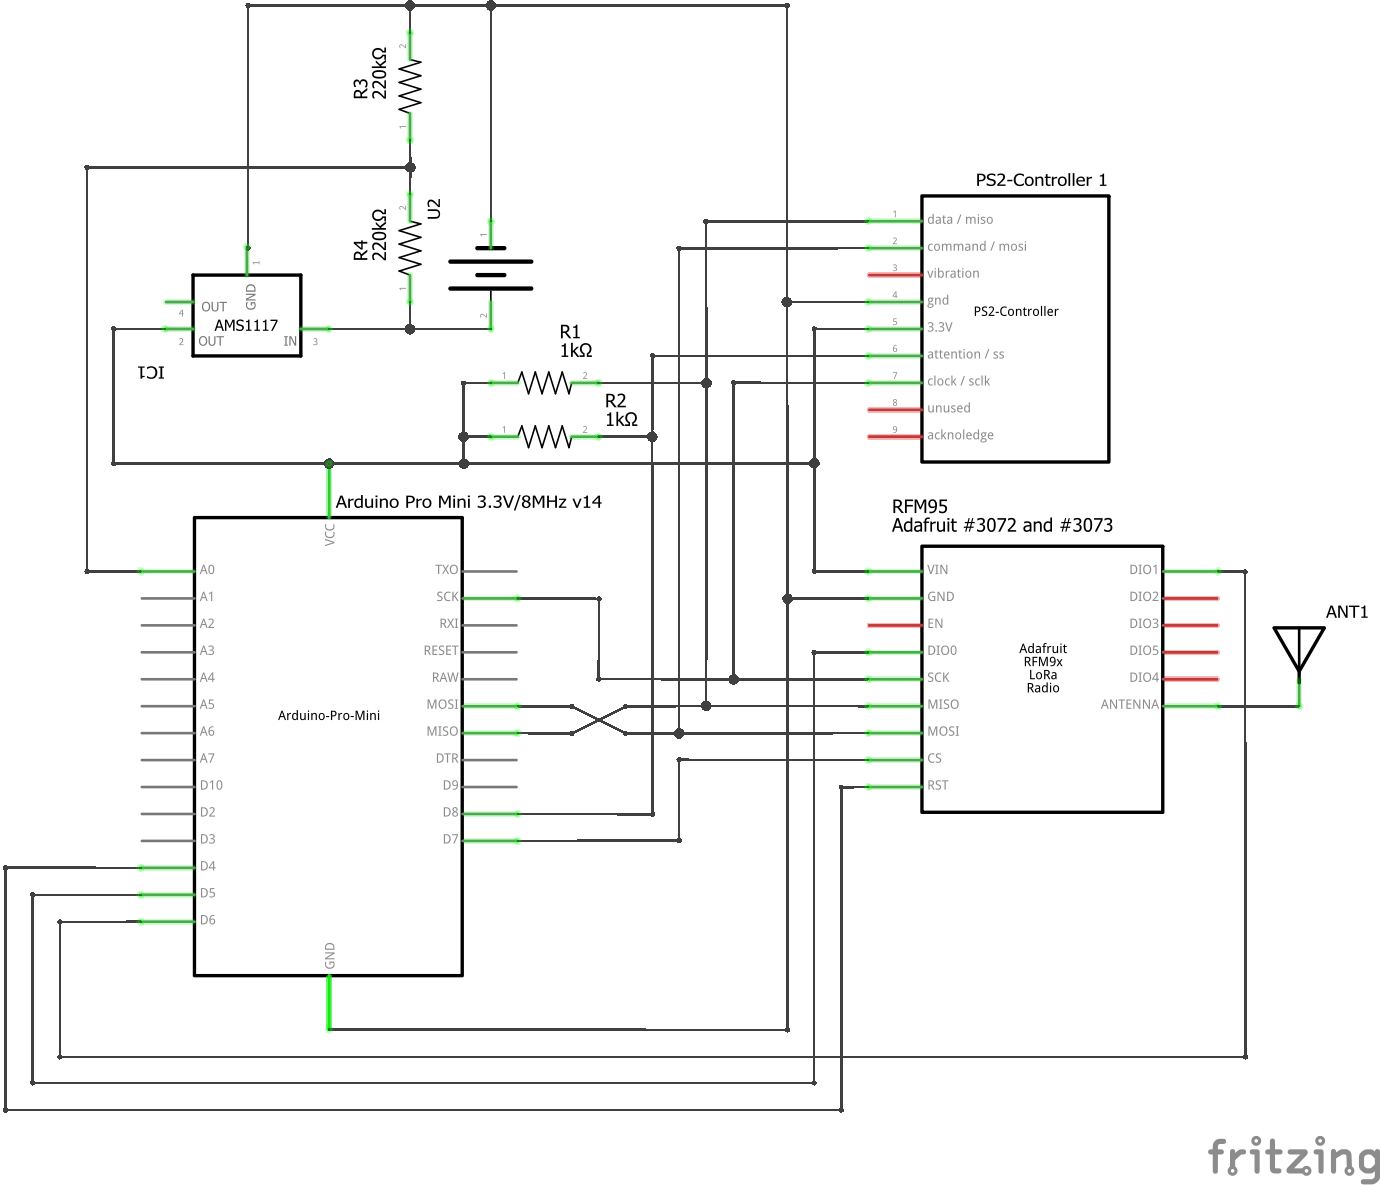 2
R3
220kΩ
1
2
U2
R4
220kΩ
1
1
2
1
GND
OUT
4
AMS1117
2
OUT
IN
3
IC1
R1
1kΩ
1
2
R2
1kΩ
1
2
PS2-Controller 1
1
data / miso
2
command / mosi
3
vibration
4
gnd
PS2-Controller
5
3.3V
6
attention / ss
7
clock / sclk
8
unused
9
acknoledge
Arduino Pro Mini 3.3V/8MHz v14
VCC
A0
A1
A2
A3
A4
A5
A6
A7
D10
D2
D3
D4
D5
D6
Arduino-Pro-Mini
TXO
SCK
RXI
RESET
RAW
MOSI
MISO
DTR
D9
D8
D7
GND
RFM95
Adafruit #3072 and #3073
VIN
GND
EN
DIO0
SCK
MISO
MOSI
CS
RST
Adafruit
RFM9x
LoRa
Radio
DIO1
DIO2
DIO3
DIO5
DIO4
ANTENNA
ANT1
fritzing